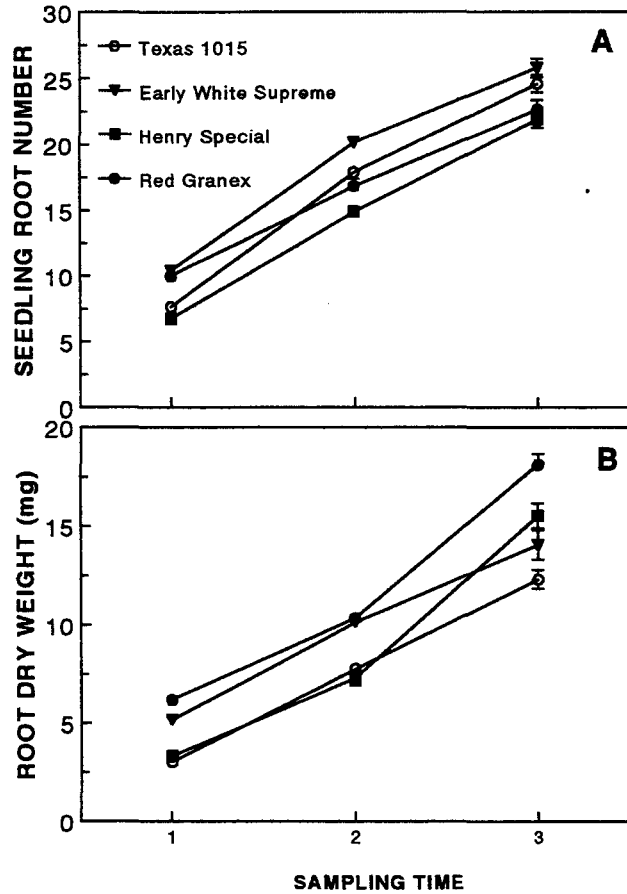 30
A
Texas 1015
25
Early White Supreme
20
Henry Special
Red Granex
15
10
5
0
SEEDLING ROOT NUMBER
20
B
15
10
5
0
ROOT DRY WEIGHT (mg)
1 2 3
SAMPLING TIME